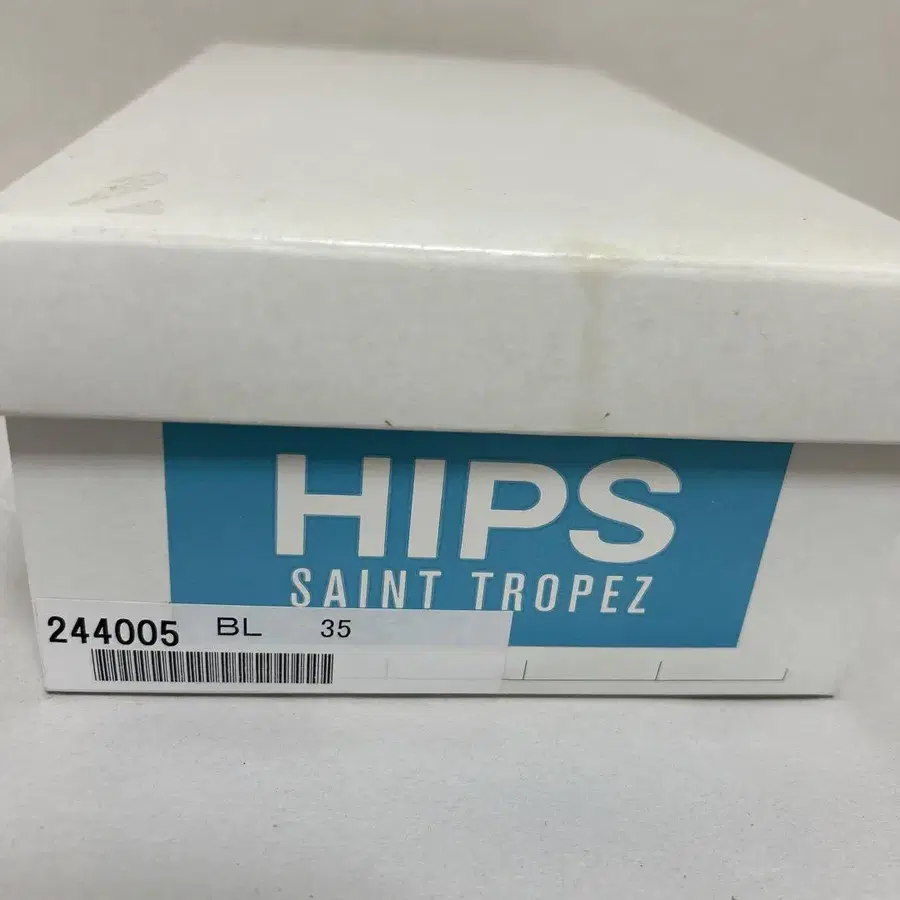 HIPS
SAINT TROPEZ
244005 BL 35